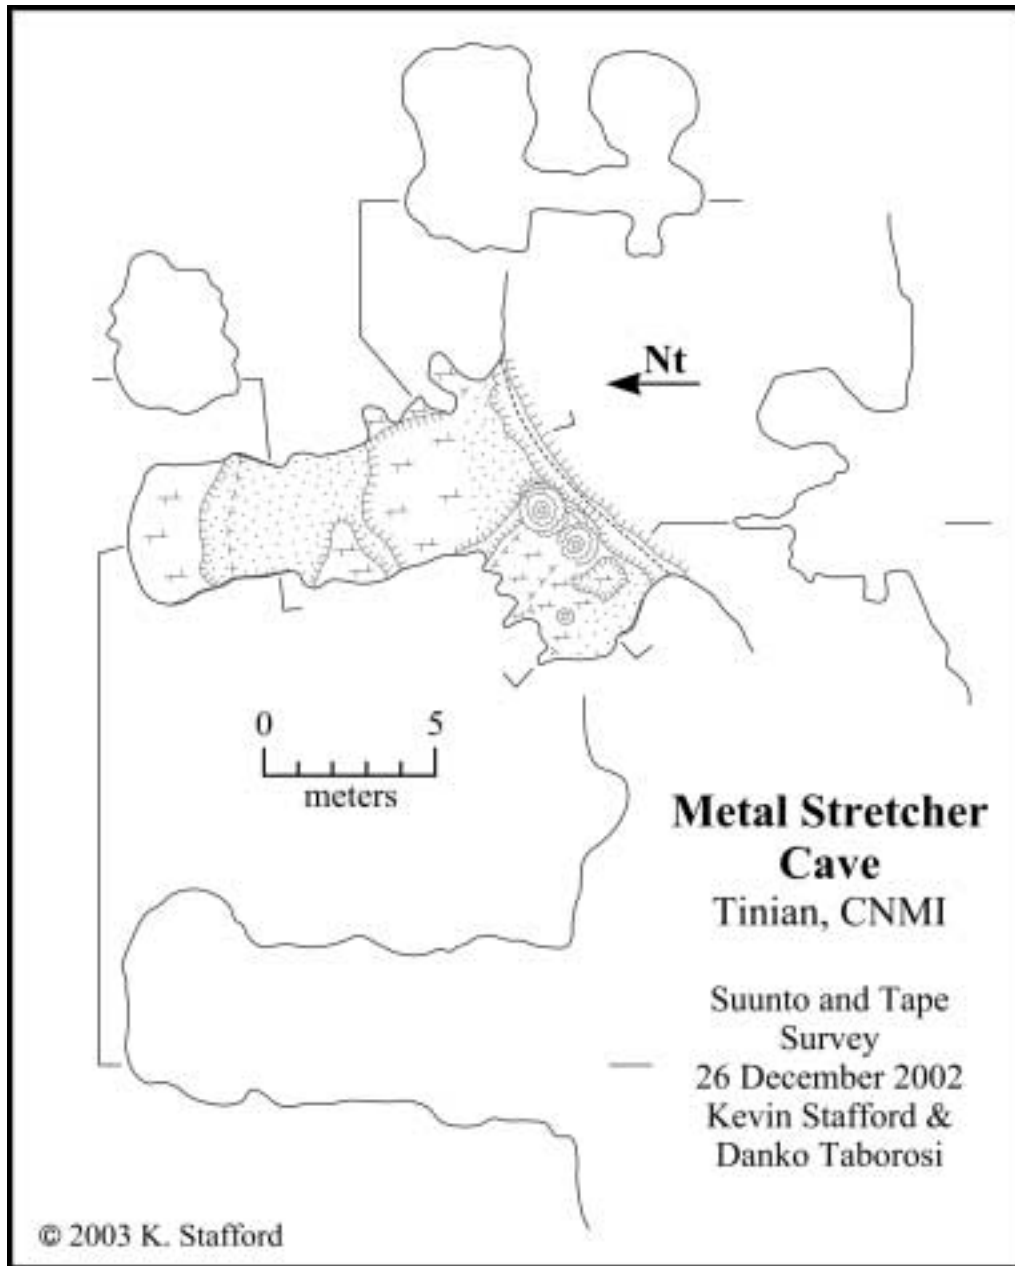 Nt
0 5
meters
Metal Stretcher
Cave
Tinian, CNMI
Suunto and Tape
Survey
26 December 2002
Kevin Stafford &
Danko Taborosi
© 2003 K. Stafford